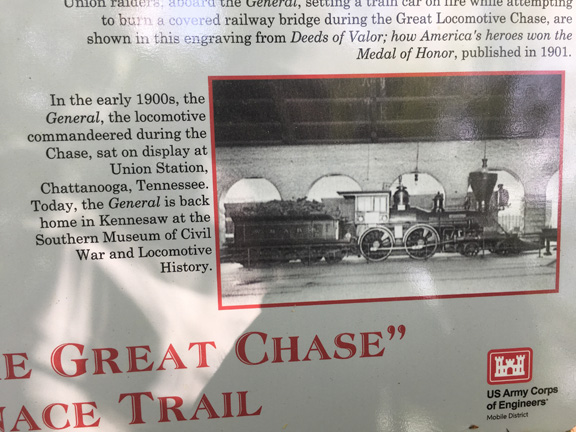 Union raiders, aboard the General, setting a train car on fire while attempting
to burn a covered railway bridge during the Great Locomotive Chase, are
shown in this engraving from Deeds of Valor; how America's heroes won the
Medal of Honor, published in 1901.
In the early 1900s, the
General, the locomotive
commandeered during the
Chase, sat on display at
Union Station,
Chattanooga, Tennessee.
Today, the General is back
home in Kennesaw at the
Southern Museum of Civil
War and Locomotive
History.
E GREAT CHASE”
NACE TRAIL
US Army Corps
of Engineers®
Mobile District